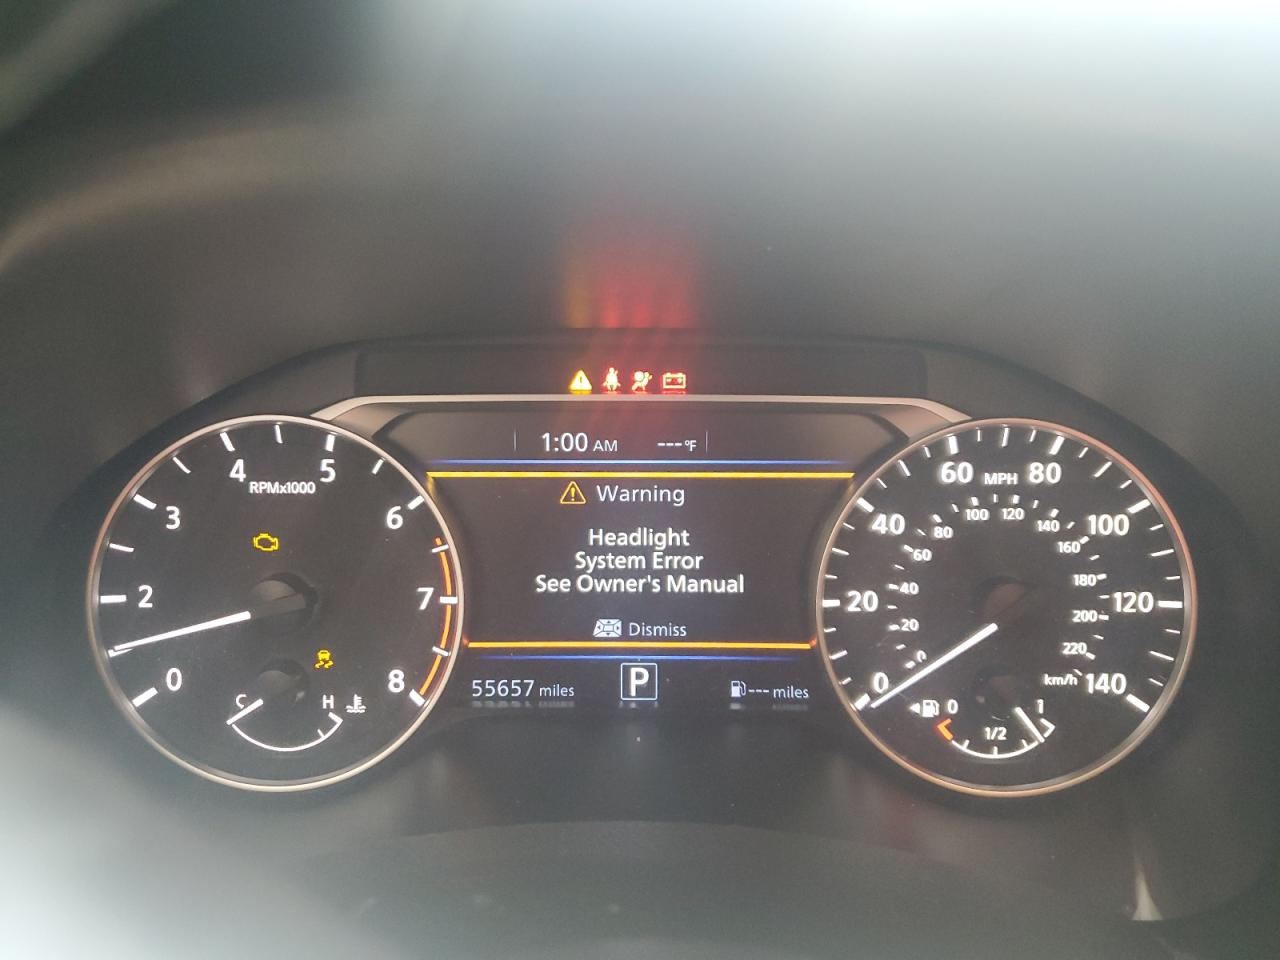 1:00 AM ---°F
Warning
Headlight
System Error
See Owner's Manual
Dismiss
55657 miles
P
--- miles
RPMx1000
0
2
3
4
5
6
7
8
C
H
MPH
0
20
40
60
80
100
120
140
km/h
0
20
40
60
80
100
120
140
160
180
200
220
0
1/2
1